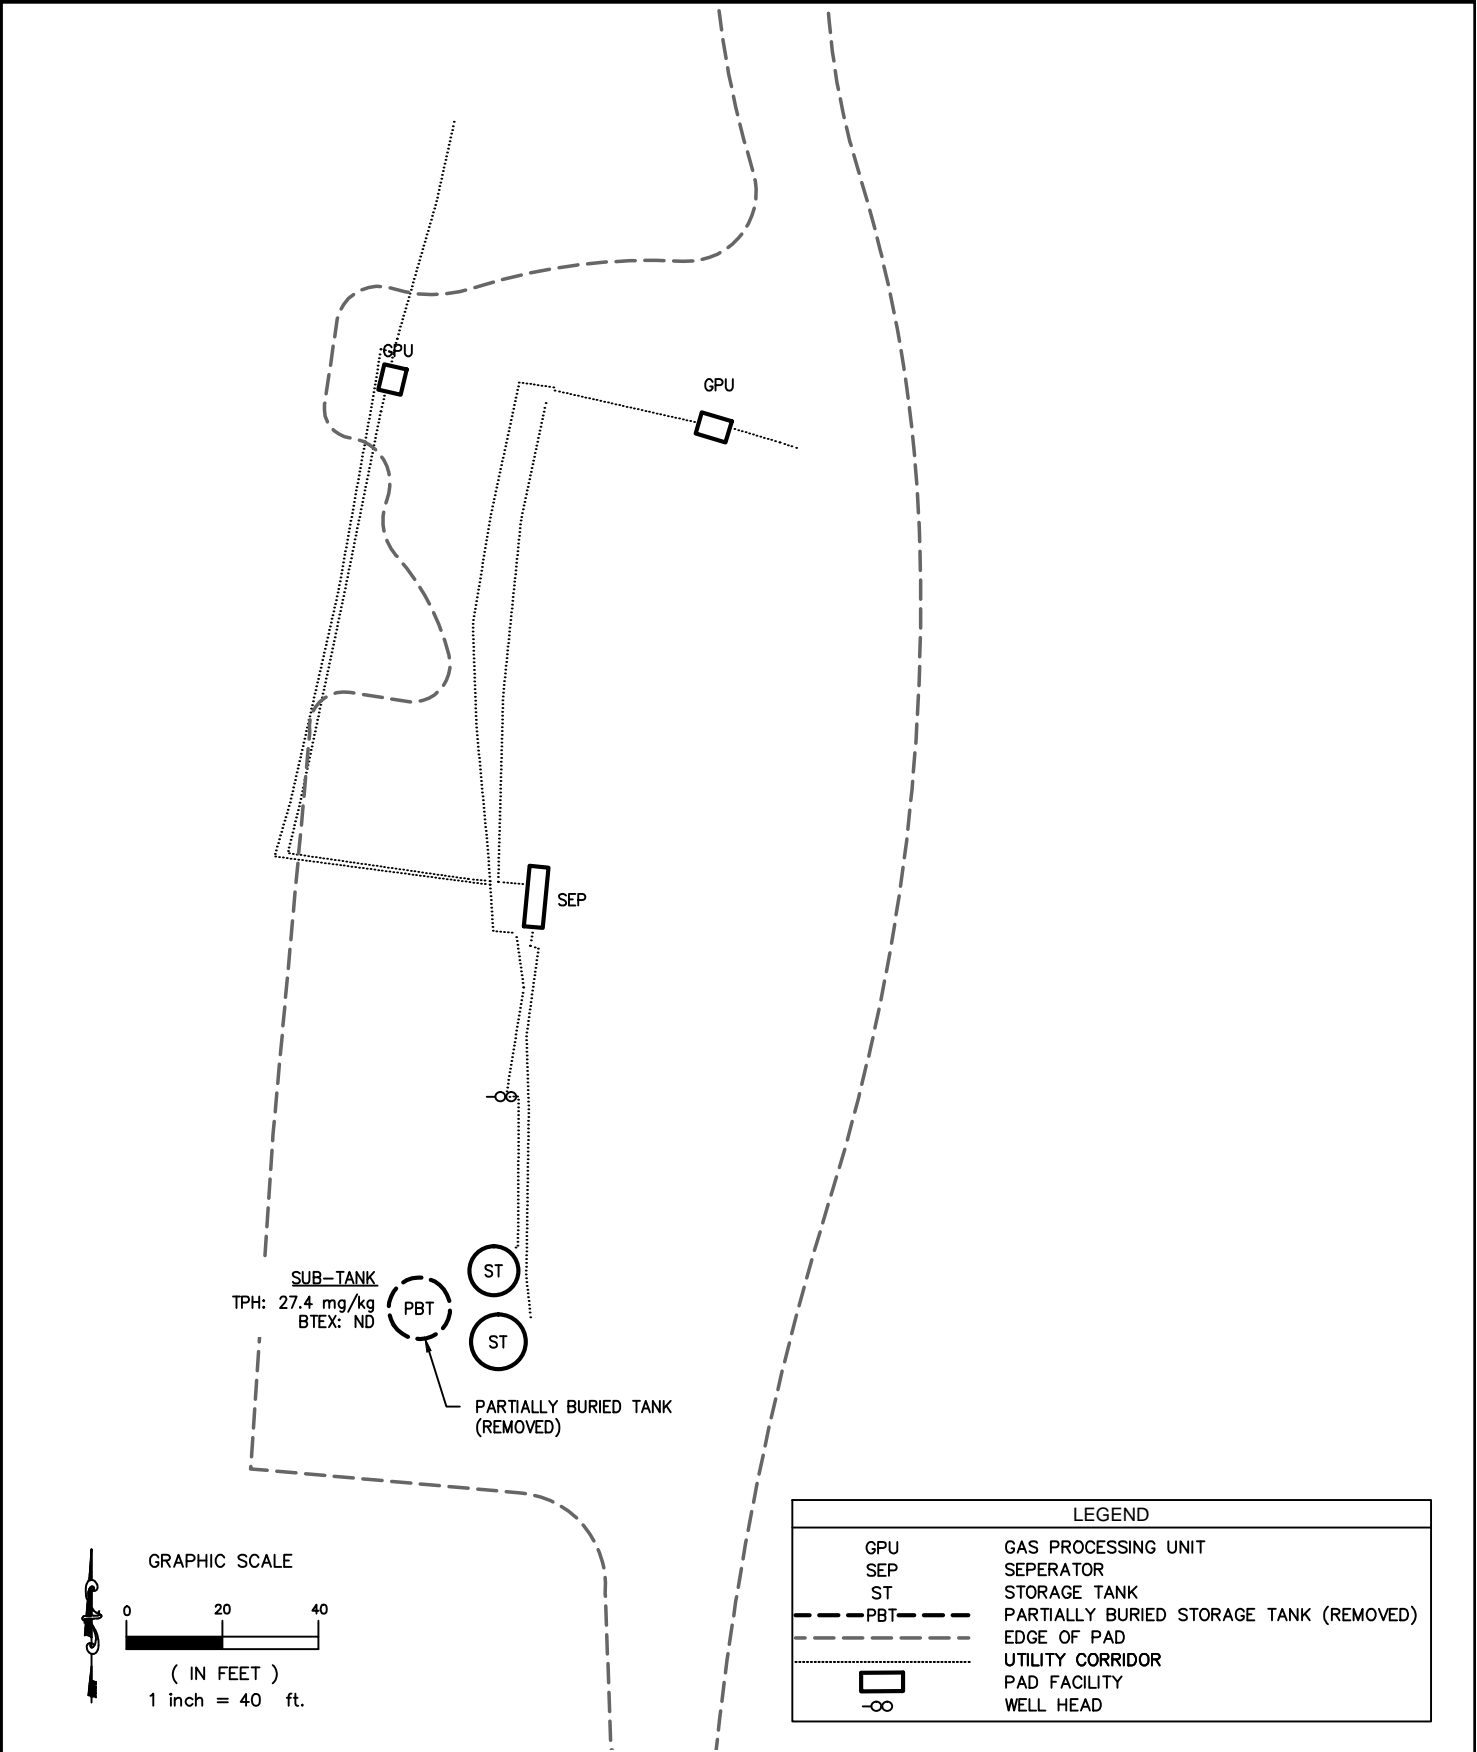 GPU
GPU
SEP
ST
SUB-TANK
TPH: 27.4 mg/kg
BTEX: ND
PBT
ST
PARTIALLY BURIED TANK
(REMOVED)
GRAPHIC SCALE
0 20 40
( IN FEET )
1 inch = 40 ft.
LEGEND
GPU GAS PROCESSING UNIT
SEP SEPERATOR
ST STORAGE TANK
PBT PARTIALLY BURIED STORAGE TANK (REMOVED)
EDGE OF PAD
UTILITY CORRIDOR
PAD FACILITY
WELL HEAD